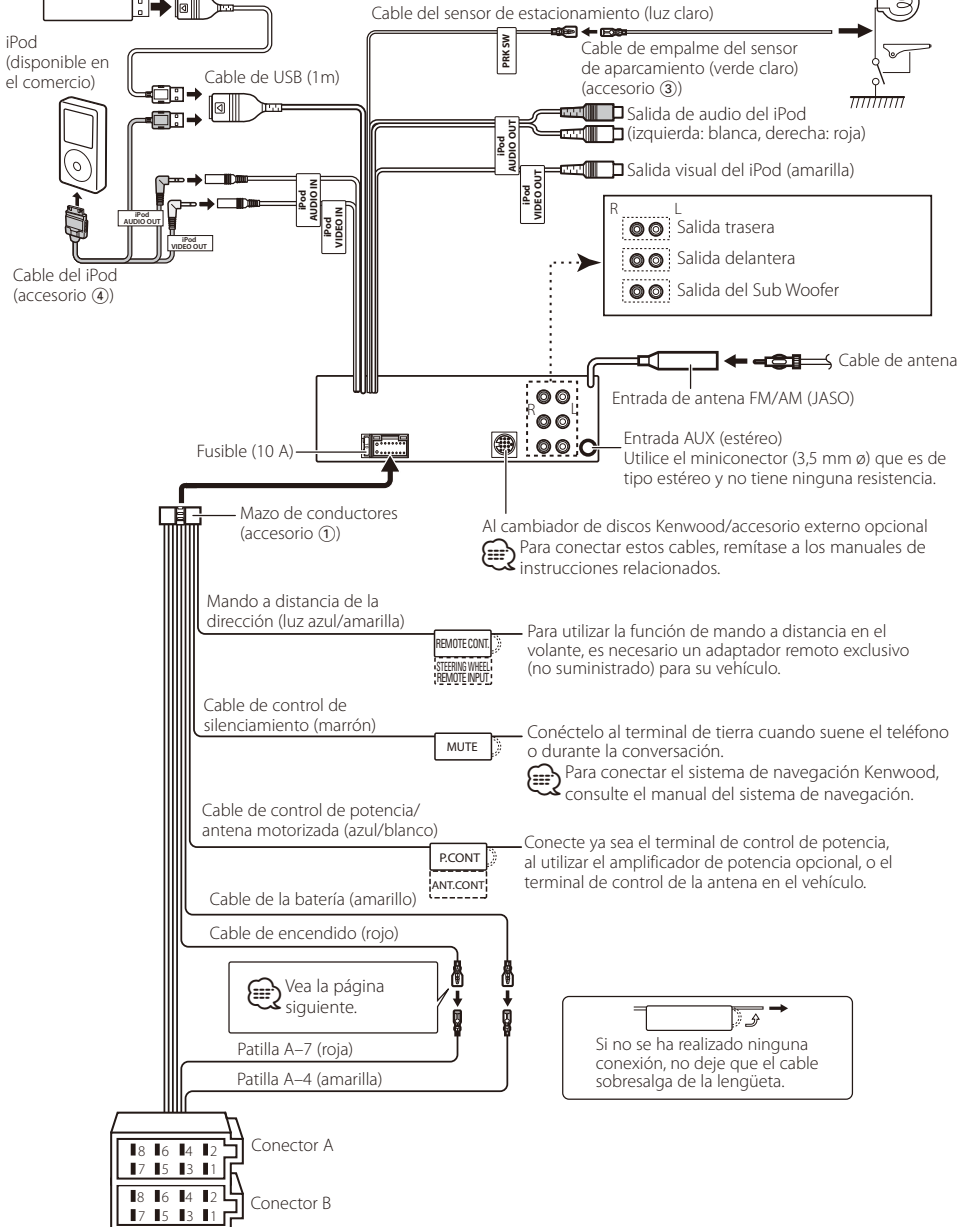 Cable del sensor de estacionamiento (luz claro)
iPod
(disponible en
el comercio)
PRK SW
Cable de empalme del sensor
de aparcamiento (verde claro)
(accesorio ③)
Cable de USB (1m)
Salida de audio del iPod
(izquierda: blanca, derecha: roja)
iPod
AUDIO OUT
Salida visual del iPod (amarilla)
iPod
VIDEO OUT
iPod
AUDIO IN
iPod
VIDEO IN
iPod
AUDIO OUT
iPod
VIDEO OUT
Cable del iPod
(accesorio ④)
R L
Salida trasera
Salida delantera
Salida del Sub Woofer
Cable de antena
Entrada de antena FM/AM (JASO)
R L
Fusible (10 A)
Entrada AUX (estéreo)
Utilice el miniconector (3,5 mm ø) que es de
tipo estéreo y no tiene ninguna resistencia.
Mazo de conductores
(accesorio ①)
Al cambiador de discos Kenwood/accesorio externo opcional
Para conectar estos cables, remítase a los manuales de
instrucciones relacionados.
Mando a distancia de la
dirección (luz azul/amarilla)
REMOTE CONT.
STEERING WHEEL
REMOTE INPUT
Para utilizar la función de mando a distancia en el
volante, es necesario un adaptador remoto exclusivo
(no suministrado) para su vehículo.
Cable de control de
silenciamiento (marrón)
MUTE
Conéctelo al terminal de tierra cuando suene el teléfono
o durante la conversación.
Para conectar el sistema de navegación Kenwood,
consulte el manual del sistema de navegación.
Cable de control de potencia/
antena motorizada (azul/blanco)
P.CONT
ANT.CONT
Conecte ya sea el terminal de control de potencia,
al utilizar el amplificador de potencia opcional, o el
terminal de control de la antena en el vehículo.
Cable de la batería (amarillo)
Cable de encendido (rojo)
Vea la página
siguiente.
Patilla A–7 (roja)
Patilla A–4 (amarilla)
Si no se ha realizado ninguna
conexión, no deje que el cable
sobresalga de la lengüeta.
8 6 4 2
7 5 3 1
Conector A
8 6 4 2
7 5 3 1
Conector B